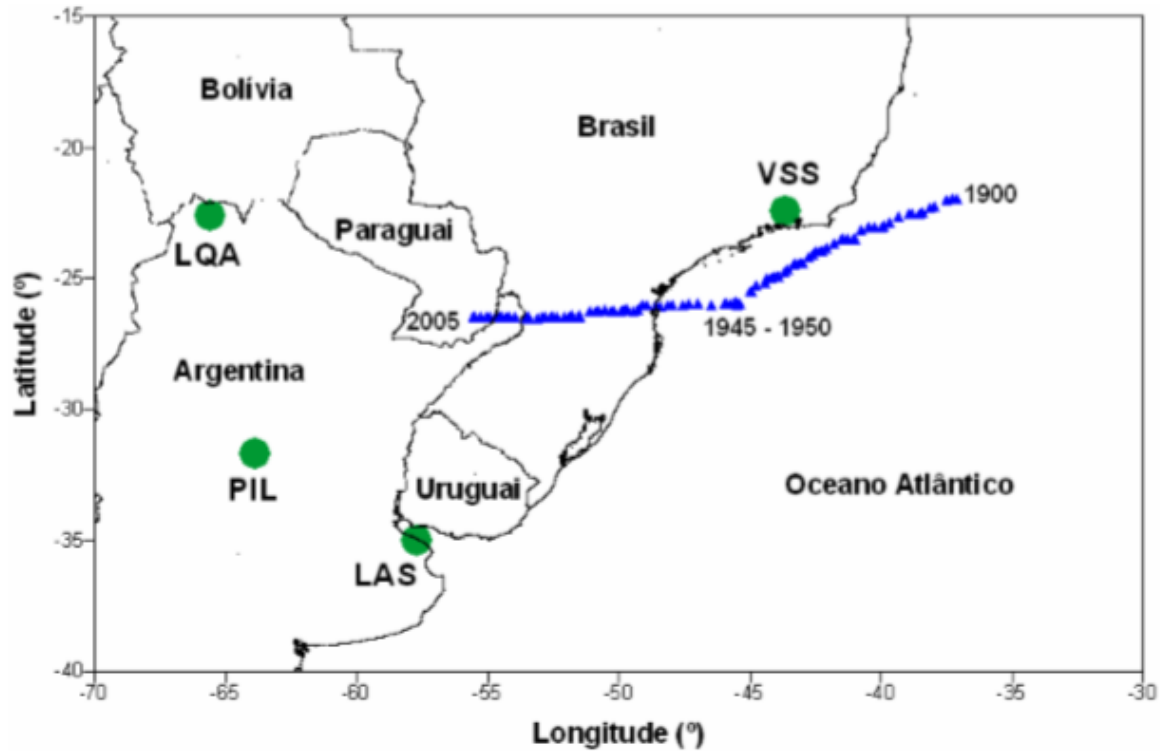 -15
Bolívia
Brasil
-20
VSS
1900
LQA
Paraguai
-25
2005
1945 - 1950
Argentina
Latitude (º)
-30
PIL
Uruguai
Oceano Atlântico
-35
LAS
-40
-70 -65 -60 -55 -50 -45 -40 -35 -30
Longitude (º)